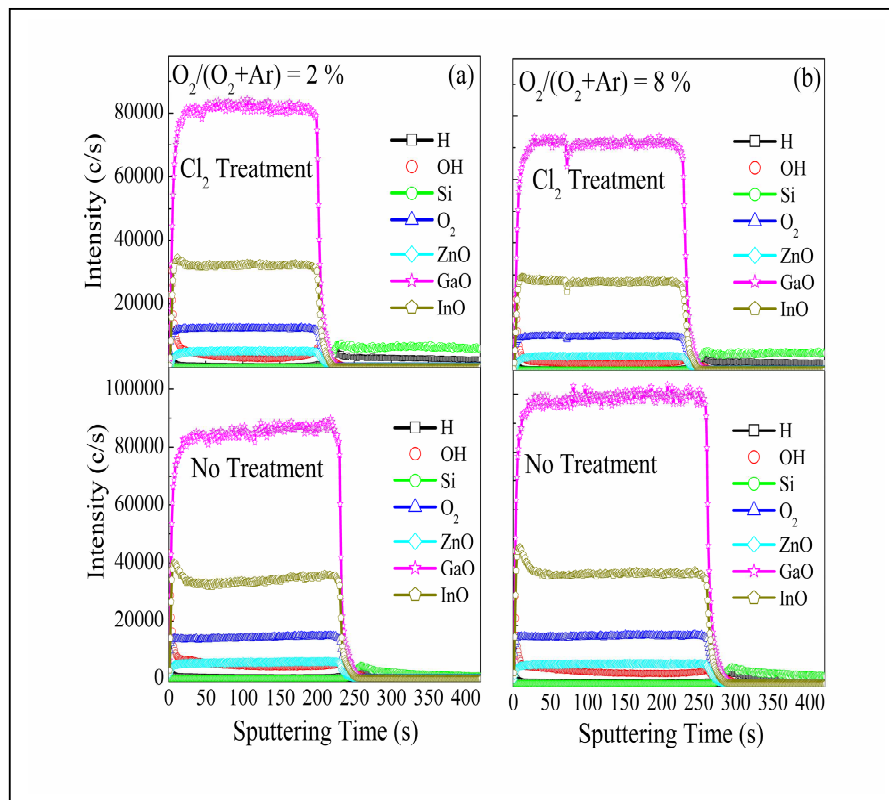 O2/(O2+Ar) = 2 % (a)
80000
60000
40000
20000
Intensity (c/s)
Cl2 Treatment
H
OH
Si
O2
ZnO
GaO
InO
O2/(O2+Ar) = 8 % (b)
Cl2 Treatment
H
OH
Si
O2
ZnO
GaO
InO
100000
80000
60000
40000
20000
0
Intensity (c/s)
No Treatment
H
OH
Si
O2
ZnO
GaO
InO
0 50 100 150 200 250 300 350 400
Sputtering Time (s)
No Treatment
H
OH
Si
O2
ZnO
GaO
InO
0 50 100 150 200 250 300 350 400
Sputtering Time (s)